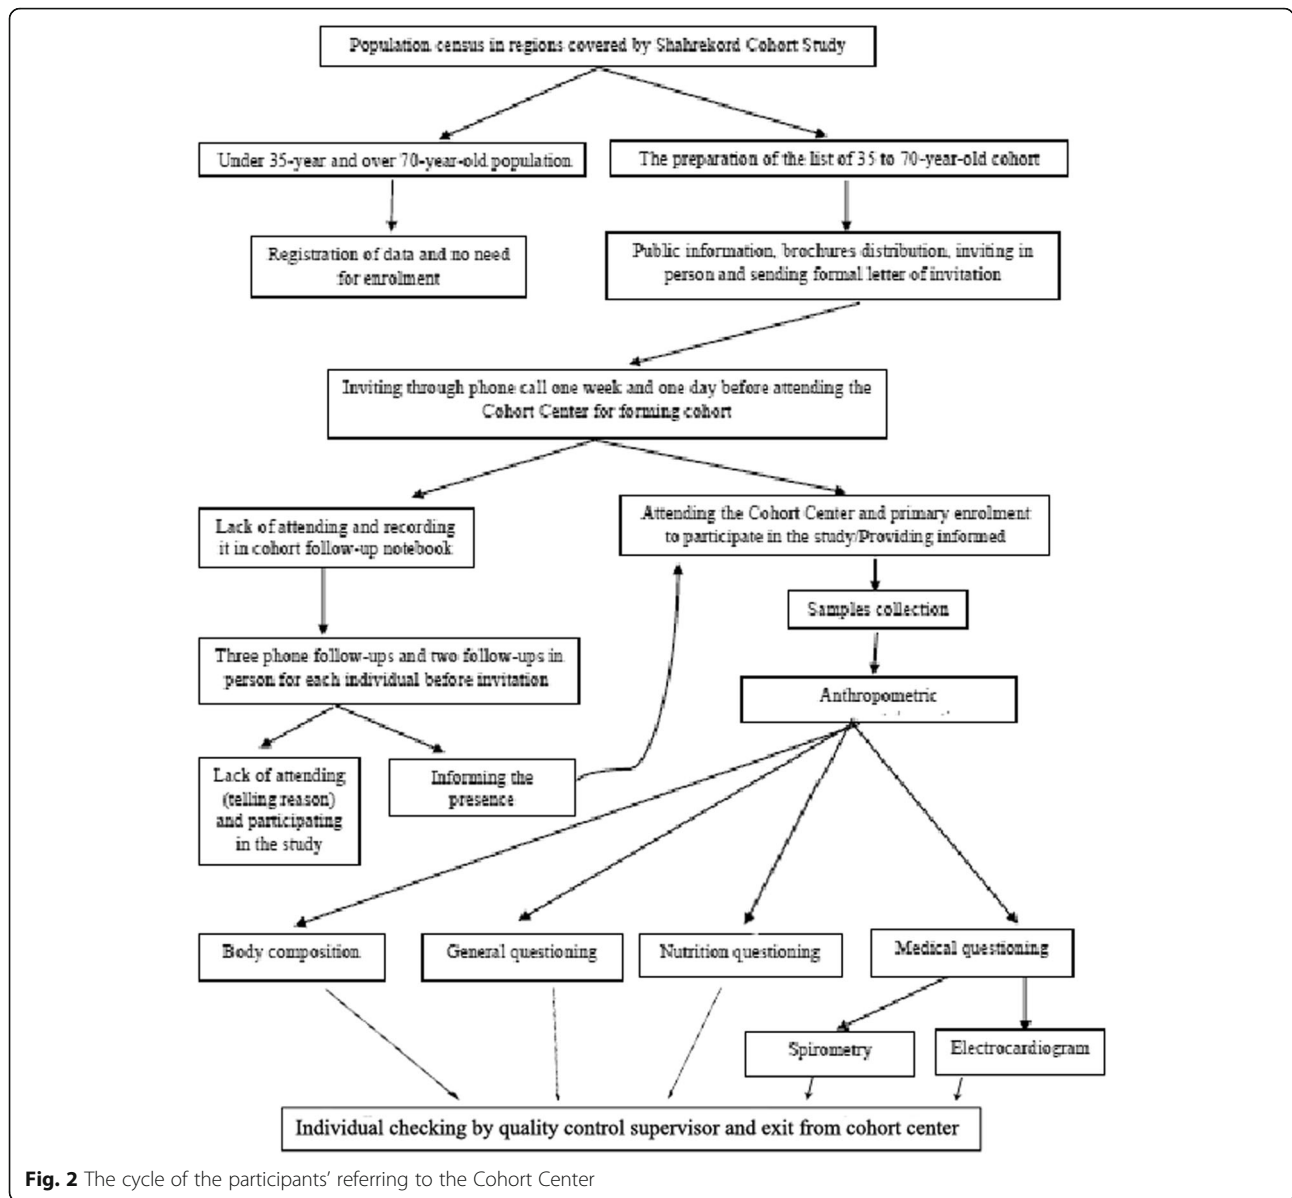 Population census in regions covered by Shahrekord Cohort Study
Under 35-year and over 70-year-old population
The preparation of the list of 35 to 70-year-old cohort
Registration of data and no need
for enrolment
Public information, brochures distribution, inviting in
person and sending formal letter of invitation
Inviting through phone call one week and one day before attending the
Cohort Center for forming cohort
Lack of attending and recording
it in cohort follow-up notebook
Attending the Cohort Center and primary enrolment
to participate in the study/Providing informed
Samples collection
Three phone follow-ups and two follow-ups in
person for each individual before invitation
Anthropometric
Lack of attending
(telling reason)
and participating
in the study
Informing the
presence
Body composition
General questioning
Nutrition questioning
Medical questioning
Spirometry
Electrocardiogram
Individual checking by quality control supervisor and exit from cohort center
Fig. 2 The cycle of the participants' referring to the Cohort Center